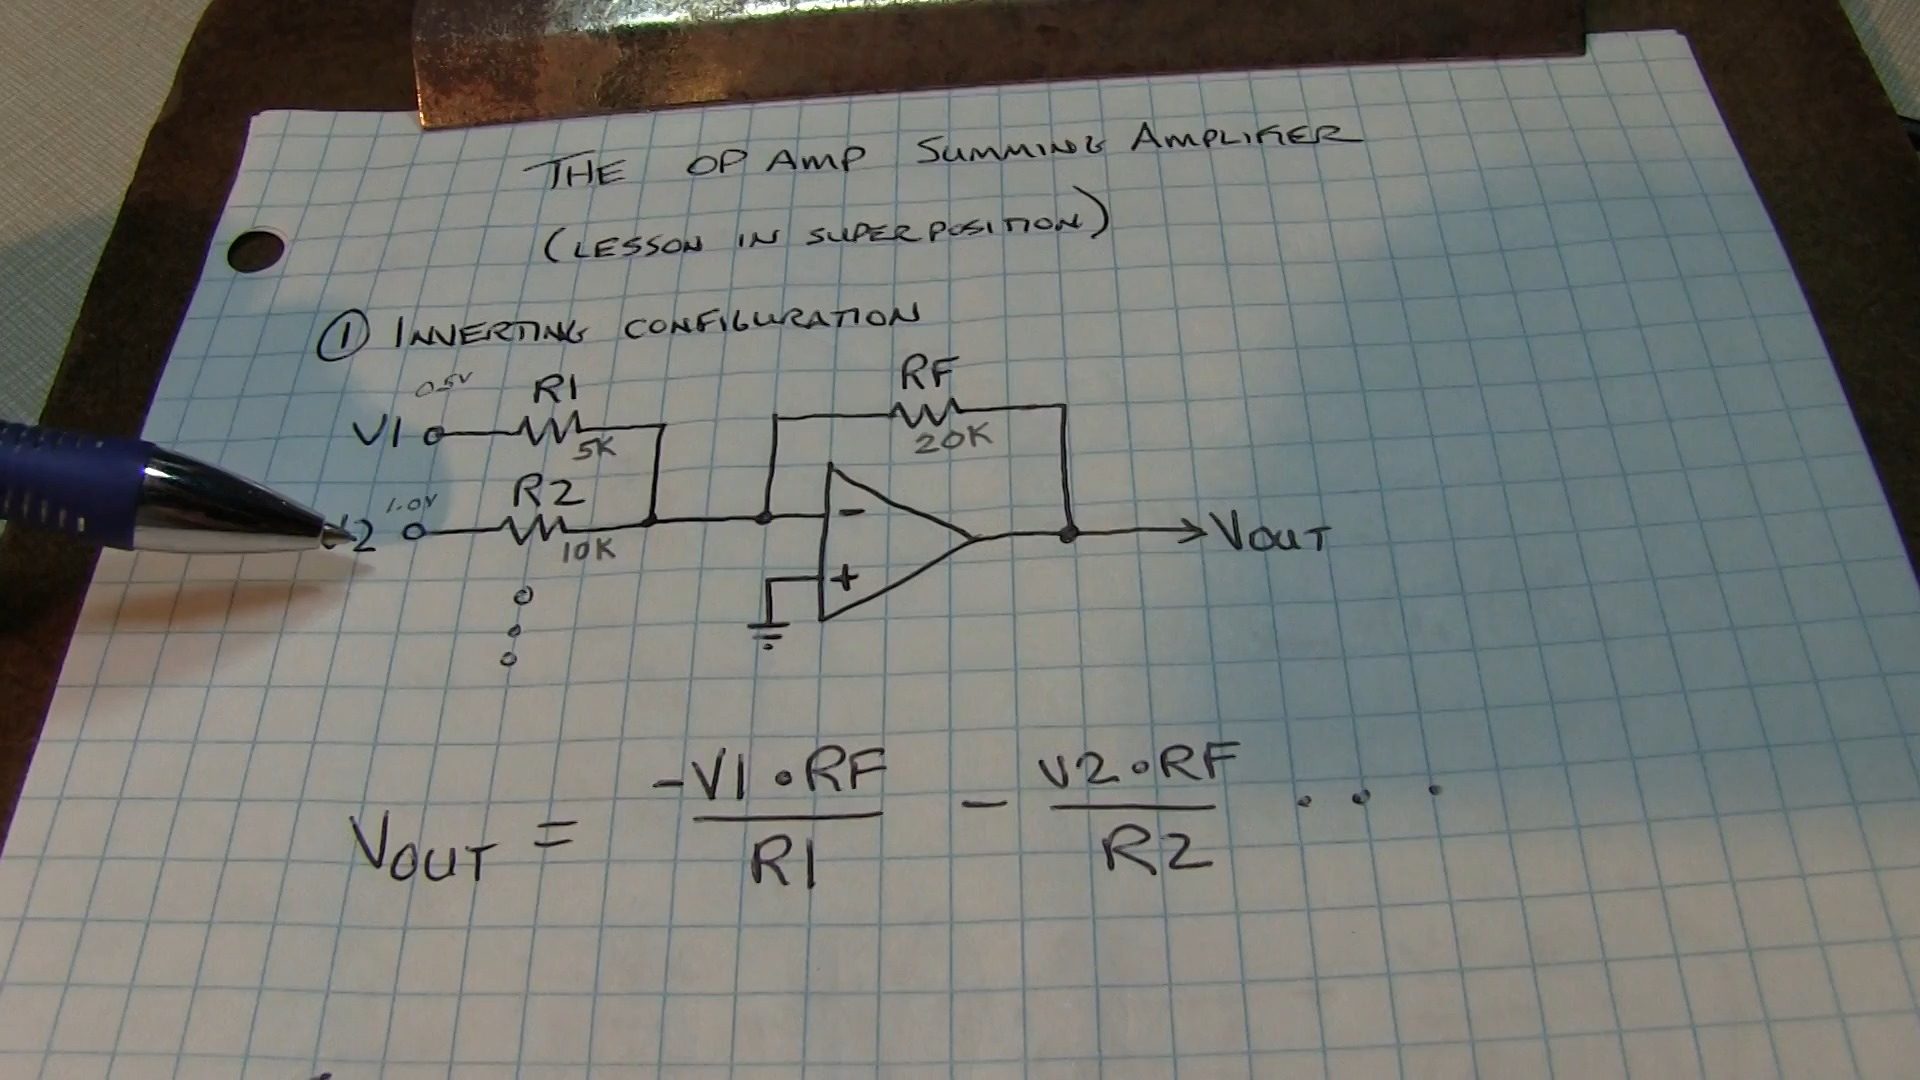 THE OP AMP SUMMING AMPLIFIER
(LESSON IN SUPERPOSITION)
① INVERTING CONFIGURATION
0.5V
R1
RF
V1
5K
20K
1.0V
R2
V2
10K
-
+
VOUT
VOUT = -V1•RF/R1 - V2•RF/R2 . . .